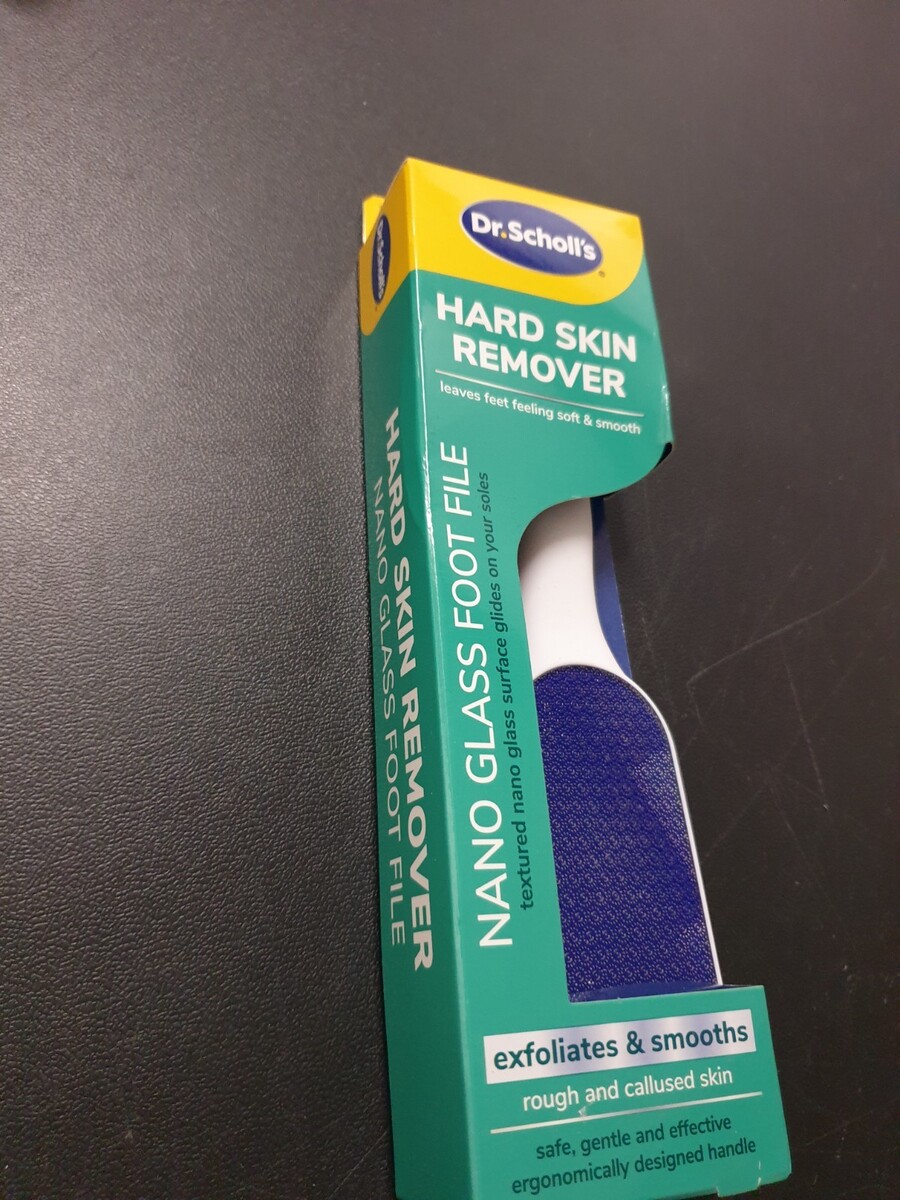 Dr.Scholl's
HARD SKIN
REMOVER
leaves feet feeling soft & smooth
NANO GLASS FOOT FILE
textured nano glass surface glides on your soles
exfoliates & smooths
rough and callused skin
safe, gentle and effective
ergonomically designed handle
Dr.Scholl's
HARD SKIN REMOVER
NANO GLASS FOOT FILE